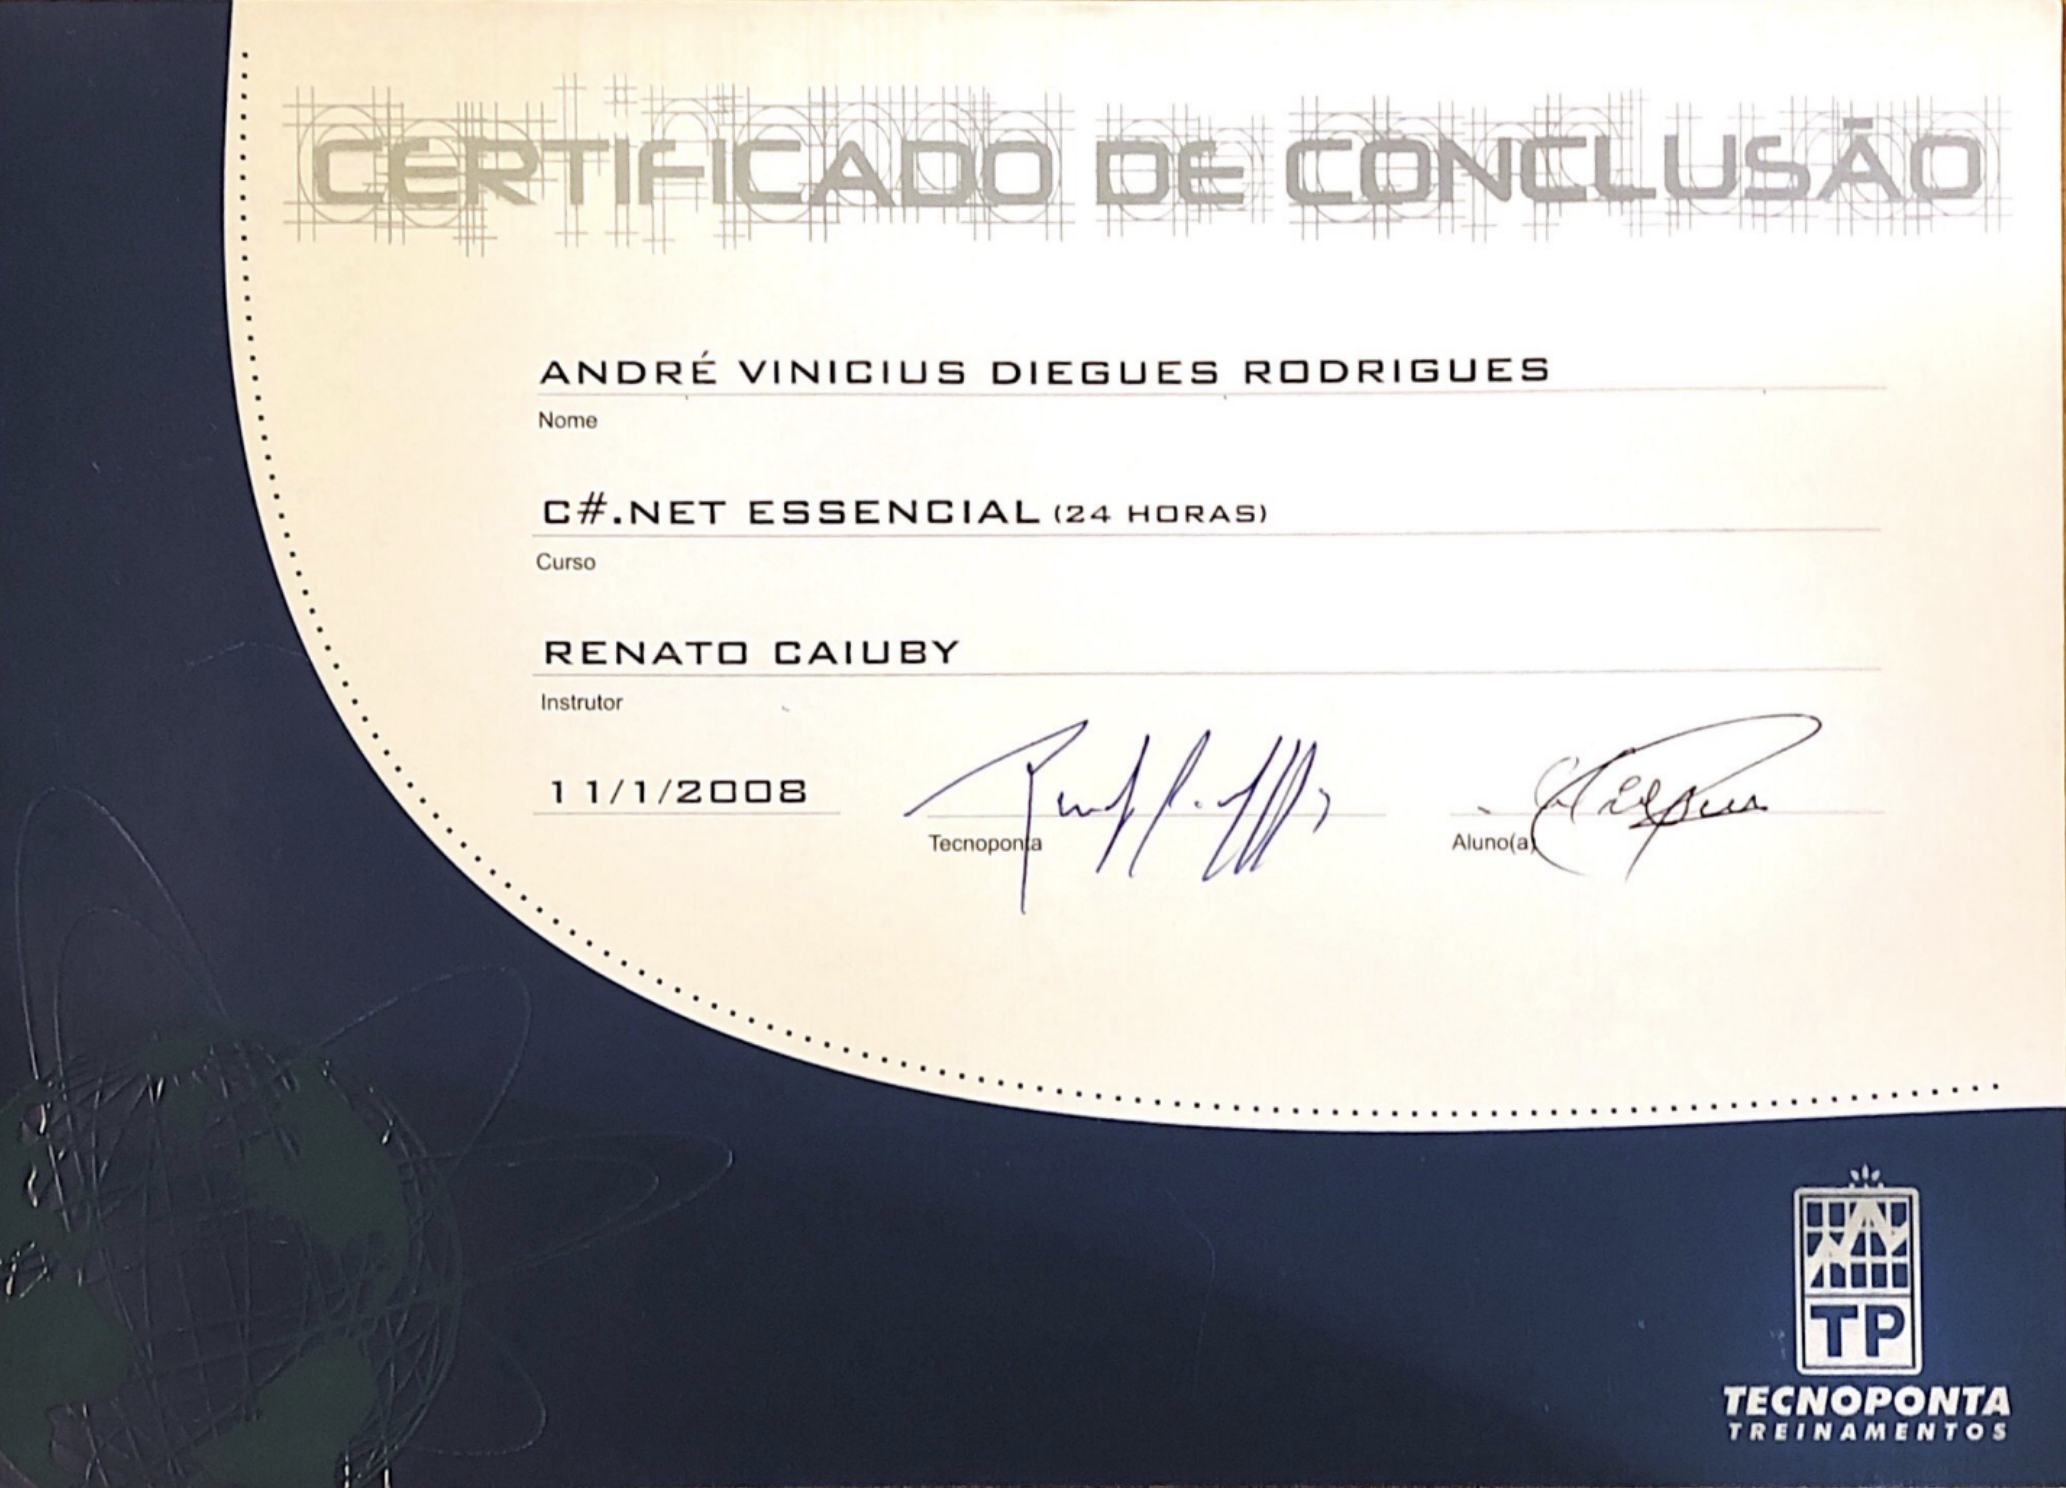 CERTIFICADO DE CONCLUSÃO
ANDRÉ VINICIUS DIEGUES RODRIGUES
Nome
C#.NET ESSENCIAL (24 HORAS)
Curso
RENATO CAIUBY
Instrutor
11/1/2008
Tecnoponta
Aluno(a)
TP
TECNOPONTA
TREINAMENTOS